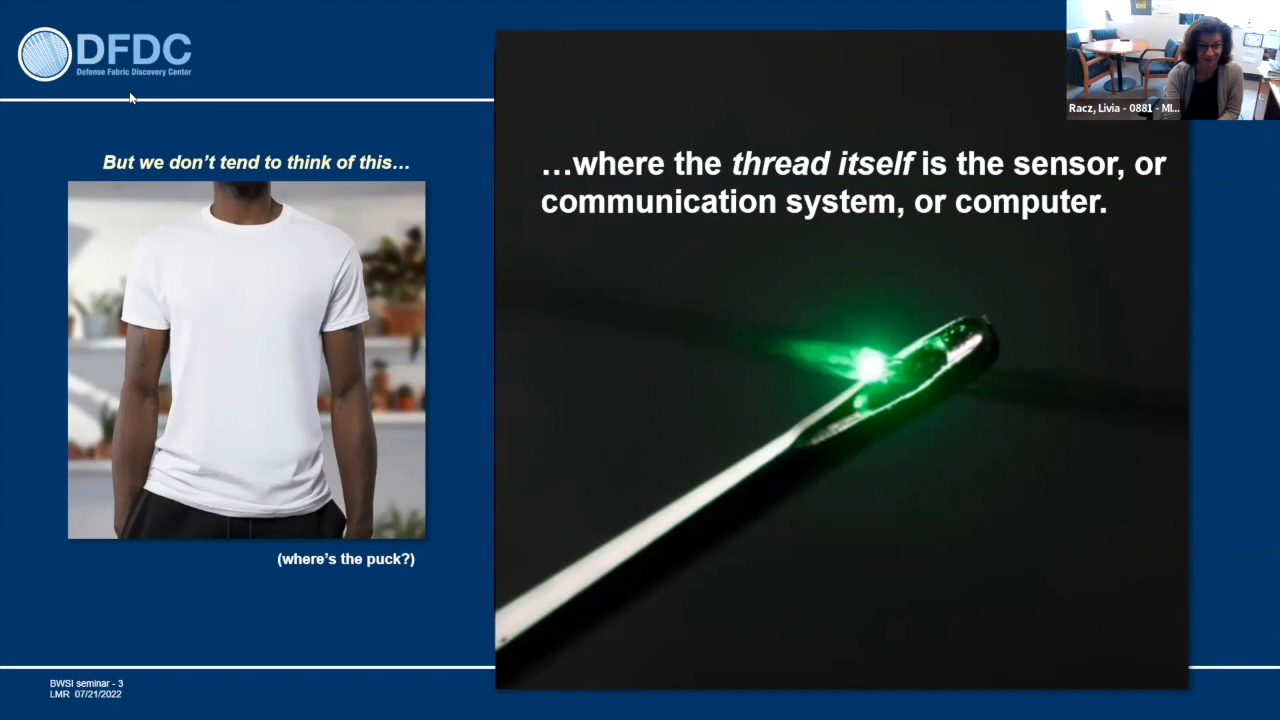 DFDC
Defense Fabric Discovery Center
Racz, Livia - 0881 - MI...
But we don't tend to think of this…
…where the thread itself is the sensor, or
communication system, or computer.
(where's the puck?)
BWSI seminar - 3
LMR 07/21/2022